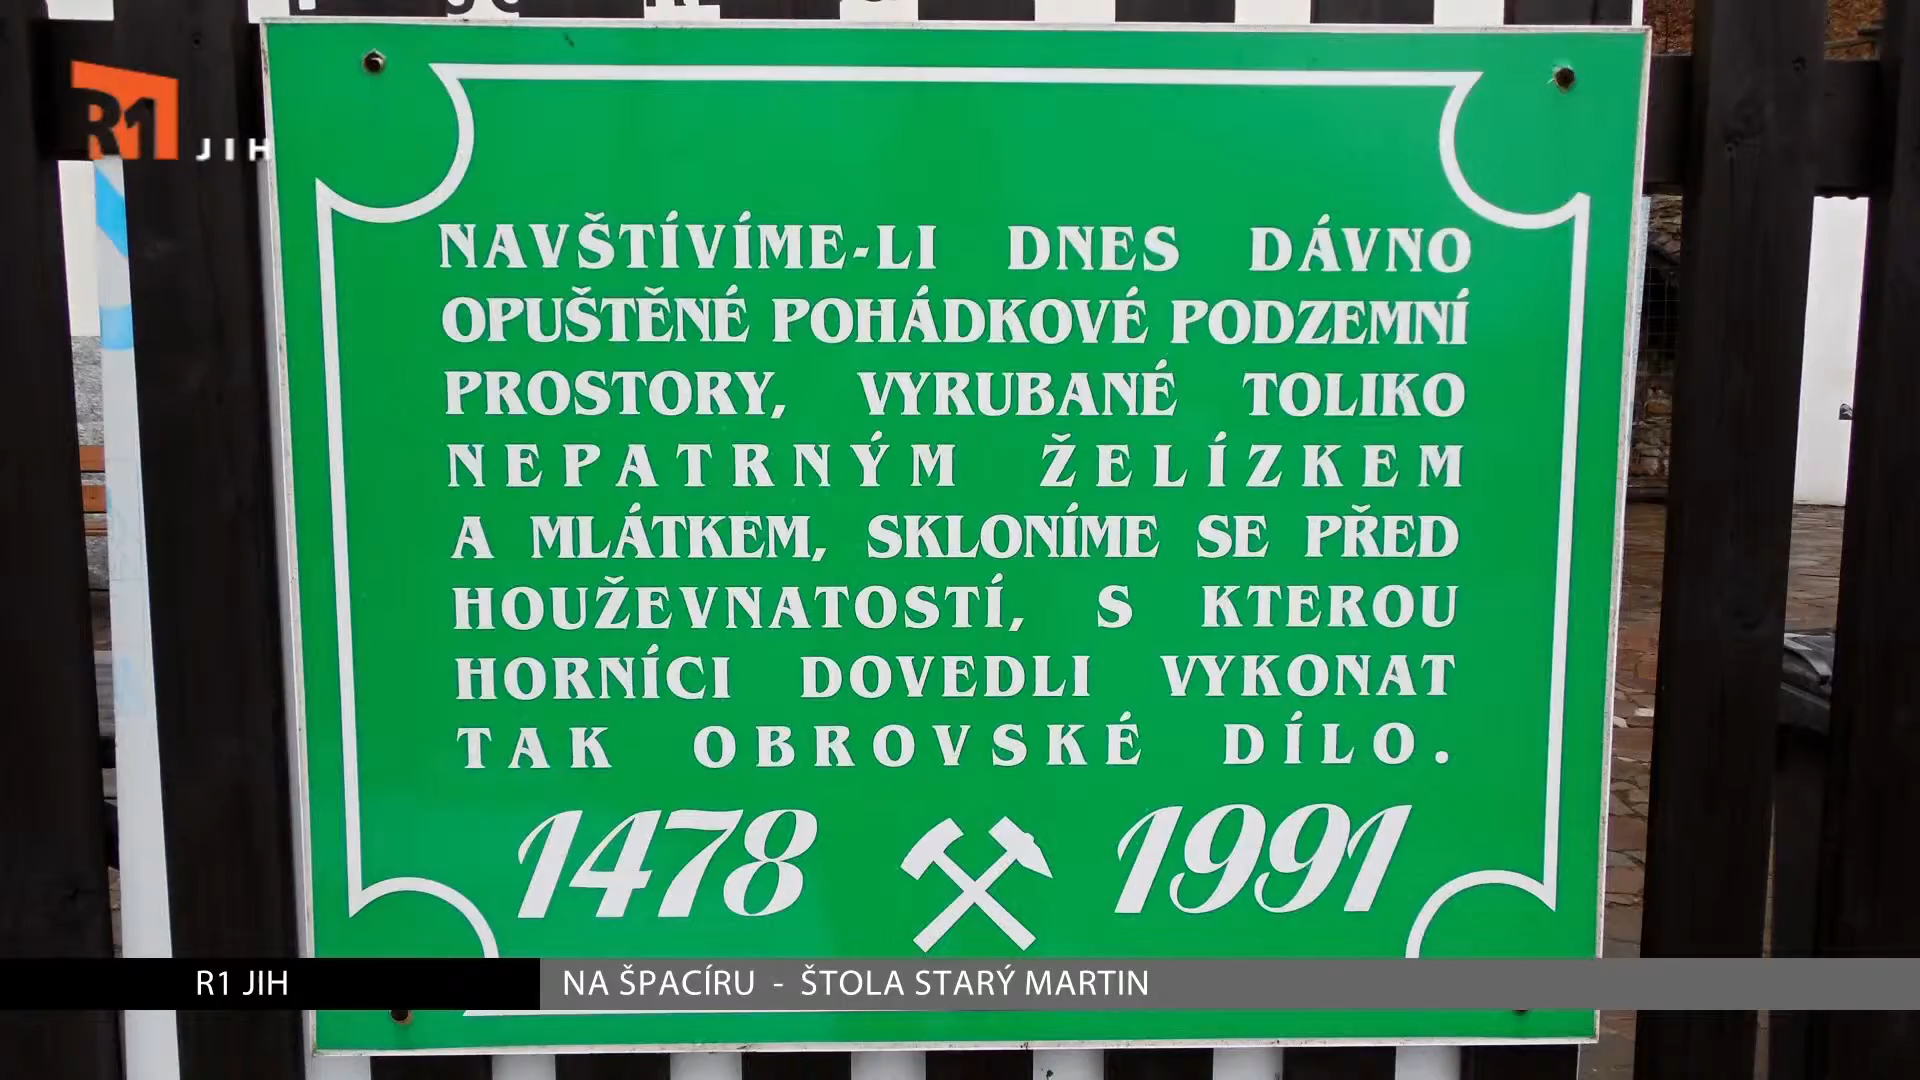 R1
JIH
NAVŠTÍVÍME-LI DNES DÁVNO
OPUŠTĚNÉ POHÁDKOVÉ PODZEMNÍ
PROSTORY, VYRUBANÉ TOLIKO
NEPATRNÝM ŽELÍZKEM
A MLÁTKEM, SKLONÍME SE PŘED
HOUŽEVNATOSTÍ, S KTEROU
HORNÍCI DOVEDLI VYKONAT
TAK OBROVSKÉ DÍLO.
1478 1991
R1 JIH
NA ŠPACÍRU - ŠTOLA STARÝ MARTIN